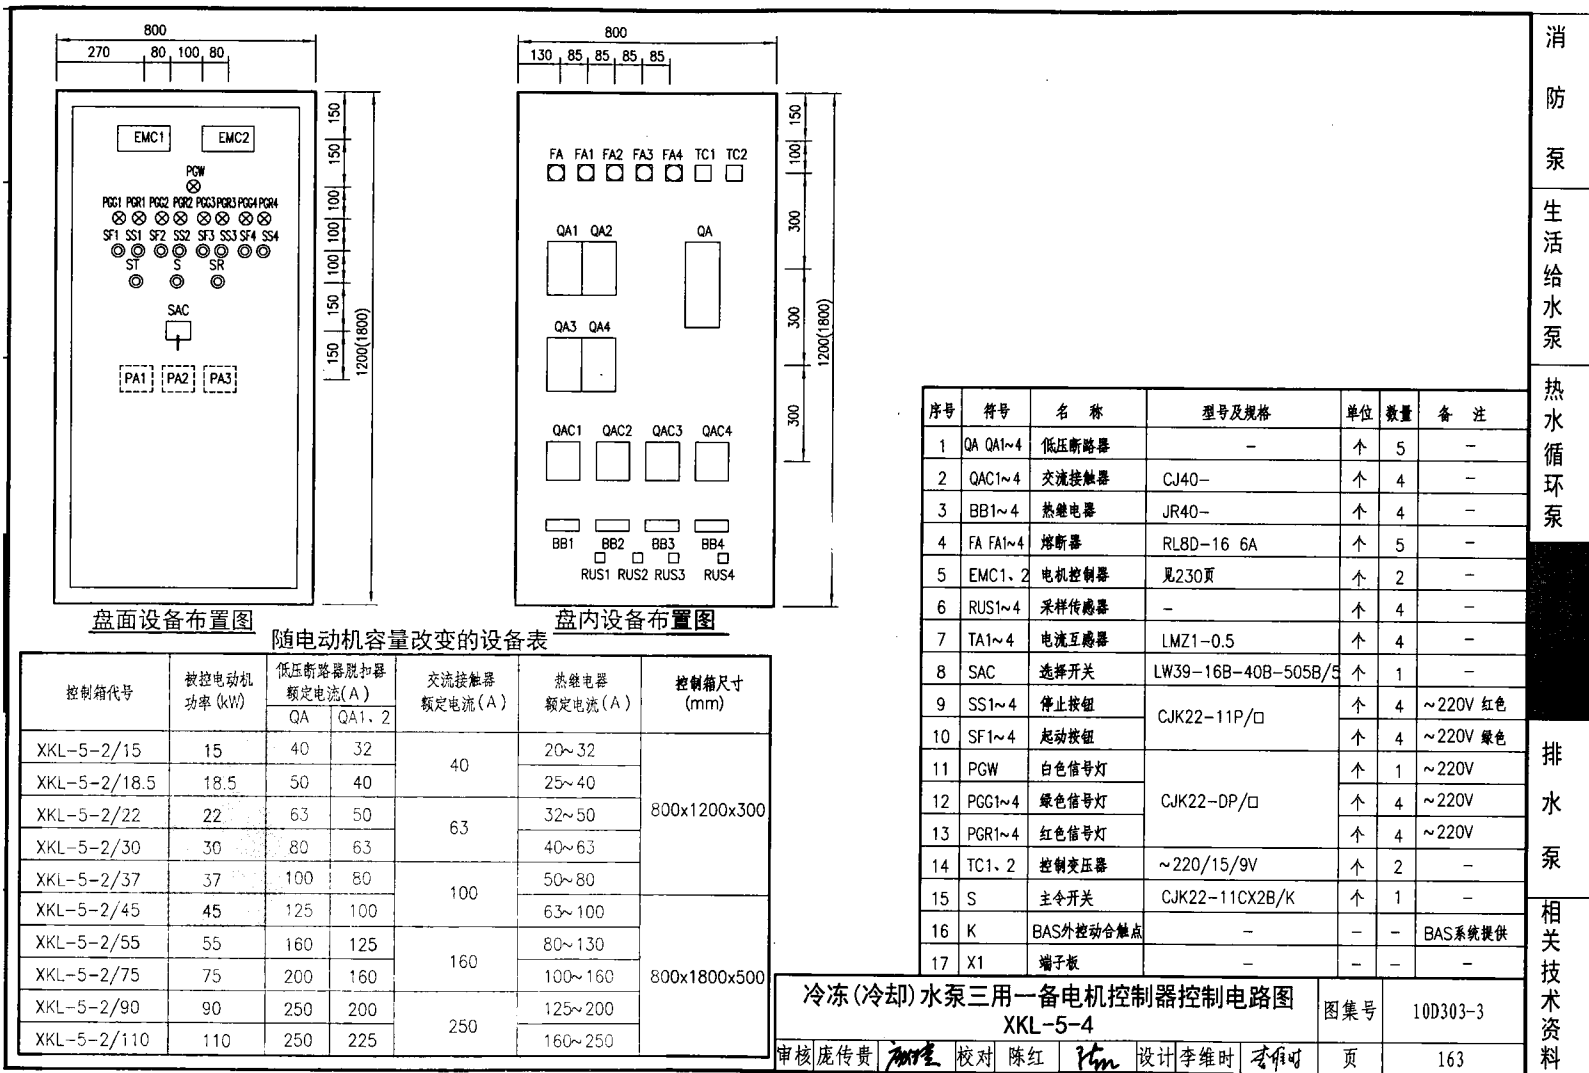 800
270 80 100 80
EMC1 EMC2
PGW
PGG1 PGR1 PGG2 PGR2 PGG3 PGR3 PGG4 PGR4
SF1 SS1 SF2 SS2 SF3 SS3 SF4 SS4
ST S SR
SAC
PA1 PA2 PA3
150
150
100
100
100
150
150
1200(1800)
盘面设备布置图
800
130 85 85 85 85
FA FA1 FA2 FA3 FA4 TC1 TC2
QA1 QA2 QA
QA3 QA4
QAC1 QAC2 QAC3 QAC4
BB1 BB2 BB3 BB4
RUS1 RUS2 RUS3 RUS4
150
100
300
300
300
1200(1800)
盘内设备布置图
随电动机容量改变的设备表
控制箱代号 被控电动机功率(kW) 低压断路器脱扣器额定电流(A) 交流接触器额定电流(A) 热继电器额定电流(A) 控制箱尺寸(mm)
QA QA1、2
XKL-5-2/15 15 40 32 40 20~32 800x1200x300
XKL-5-2/18.5 18.5 50 40 25~40
XKL-5-2/22 22 63 50 63 32~50
XKL-5-2/30 30 80 63 40~63
XKL-5-2/37 37 100 80 100 50~80
XKL-5-2/45 45 125 100 63~100 800x1800x500
XKL-5-2/55 55 160 125 160 80~130
XKL-5-2/75 75 200 160 100~160
XKL-5-2/90 90 250 200 250 125~200
XKL-5-2/110 110 250 225 160~250
序号 符号 名 称 型号及规格 单位 数量 备 注
1 QA QA1~4 低压断路器 - 个 5 -
2 QAC1~4 交流接触器 CJ40- 个 4 -
3 BB1~4 热继电器 JR40- 个 4 -
4 FA FA1~4 熔断器 RL8D-16 6A 个 5 -
5 EMC1、2 电机控制器 见230页 个 2 -
6 RUS1~4 采样传感器 - 个 4 -
7 TA1~4 电流互感器 LMZ1-0.5 个 4 -
8 SAC 选择开关 LW39-16B-40B-505B/5 个 1 -
9 SS1~4 停止按钮 CJK22-11P/□ 个 4 ~220V 红色
10 SF1~4 起动按钮 个 4 ~220V 绿色
11 PGW 白色信号灯 CJK22-DP/□ 个 1 ~220V
12 PGG1~4 绿色信号灯 个 4 ~220V
13 PGR1~4 红色信号灯 个 4 ~220V
14 TC1、2 控制变压器 ~220/15/9V 个 2 -
15 S 主令开关 CJK22-11CX2B/K 个 1 -
16 K BAS外控动合触点 - - - BAS系统提供
17 X1 端子板 - - - -
冷冻(冷却)水泵三用一备电机控制器控制电路图
XKL-5-4
图集号 10D303-3
审核 庞传贵 校对 陈红 设计 李维时 李维时 页 163
消防泵
生活给水泵
热水循环泵
排水泵
相关技术资料